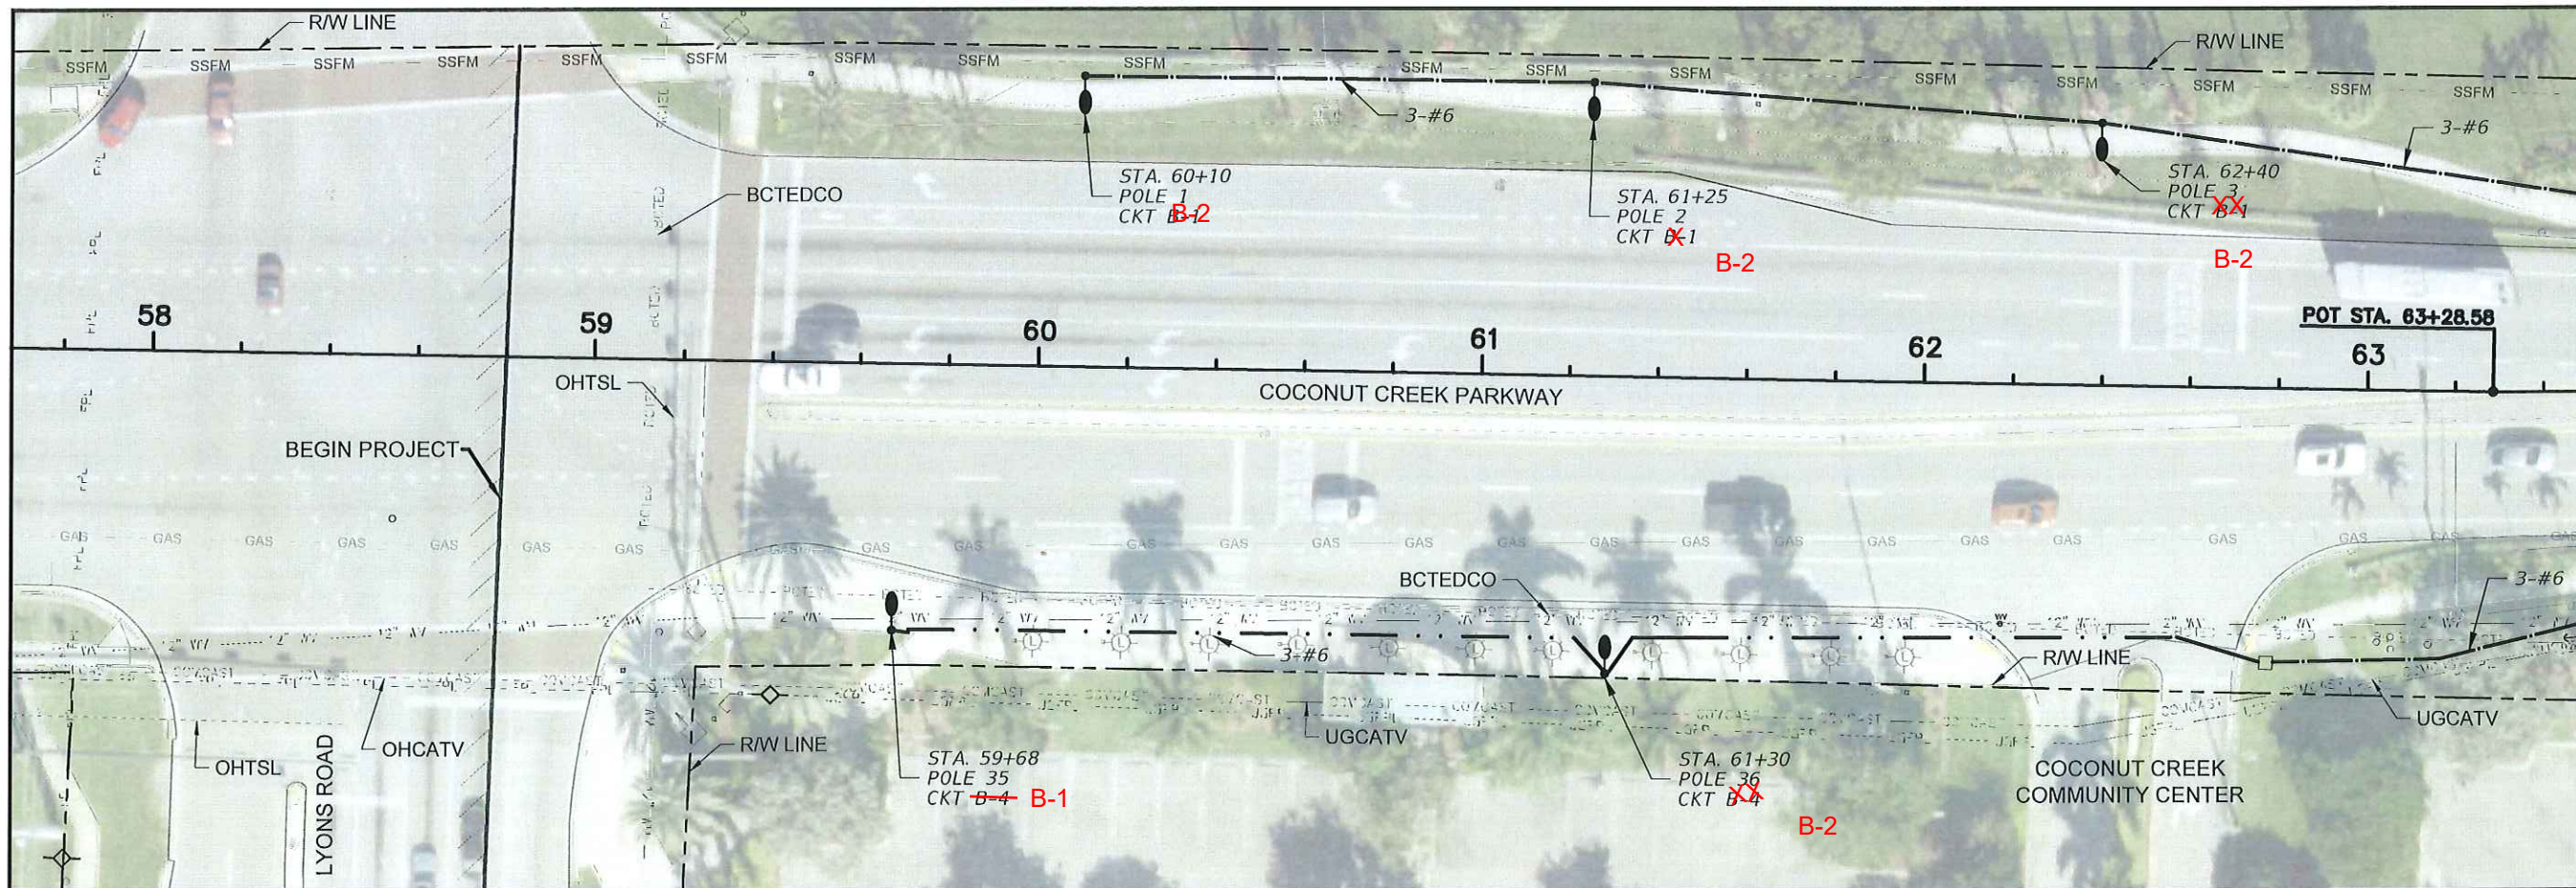 R/W LINE
R/W LINE
SSFM SSFM SSFM SSFM SSFM SSFM SSFM SSFM SSFM SSFM SSFM SSFM SSFM SSFM SSFM SSFM SSFM SSFM
3-#6
3-#6
STA. 60+10
POLE 1
CKT B-1 B-2
STA. 61+25
POLE 2
CKT B-1
B-2
STA. 62+40
POLE 3
CKT B-1
XX
B-2
BCTEDCO
58 59 60 61 62 63
POT STA. 63+28.58
OHTSL
COCONUT CREEK PARKWAY
BEGIN PROJECT
GAS GAS GAS GAS GAS GAS GAS GAS GAS GAS GAS GAS GAS GAS GAS GAS GAS GAS GAS GAS GAS GAS
BCTEDCO
3-#6
3-#6
R/W LINE
R/W LINE
OHTSL
OHCATV
UGCATV
UGCATV
LYONS ROAD
STA. 59+68
POLE 35
CKT B-4 B-1
STA. 61+30
POLE 36
CKT B-4
XX
B-2
COCONUT CREEK
COMMUNITY CENTER